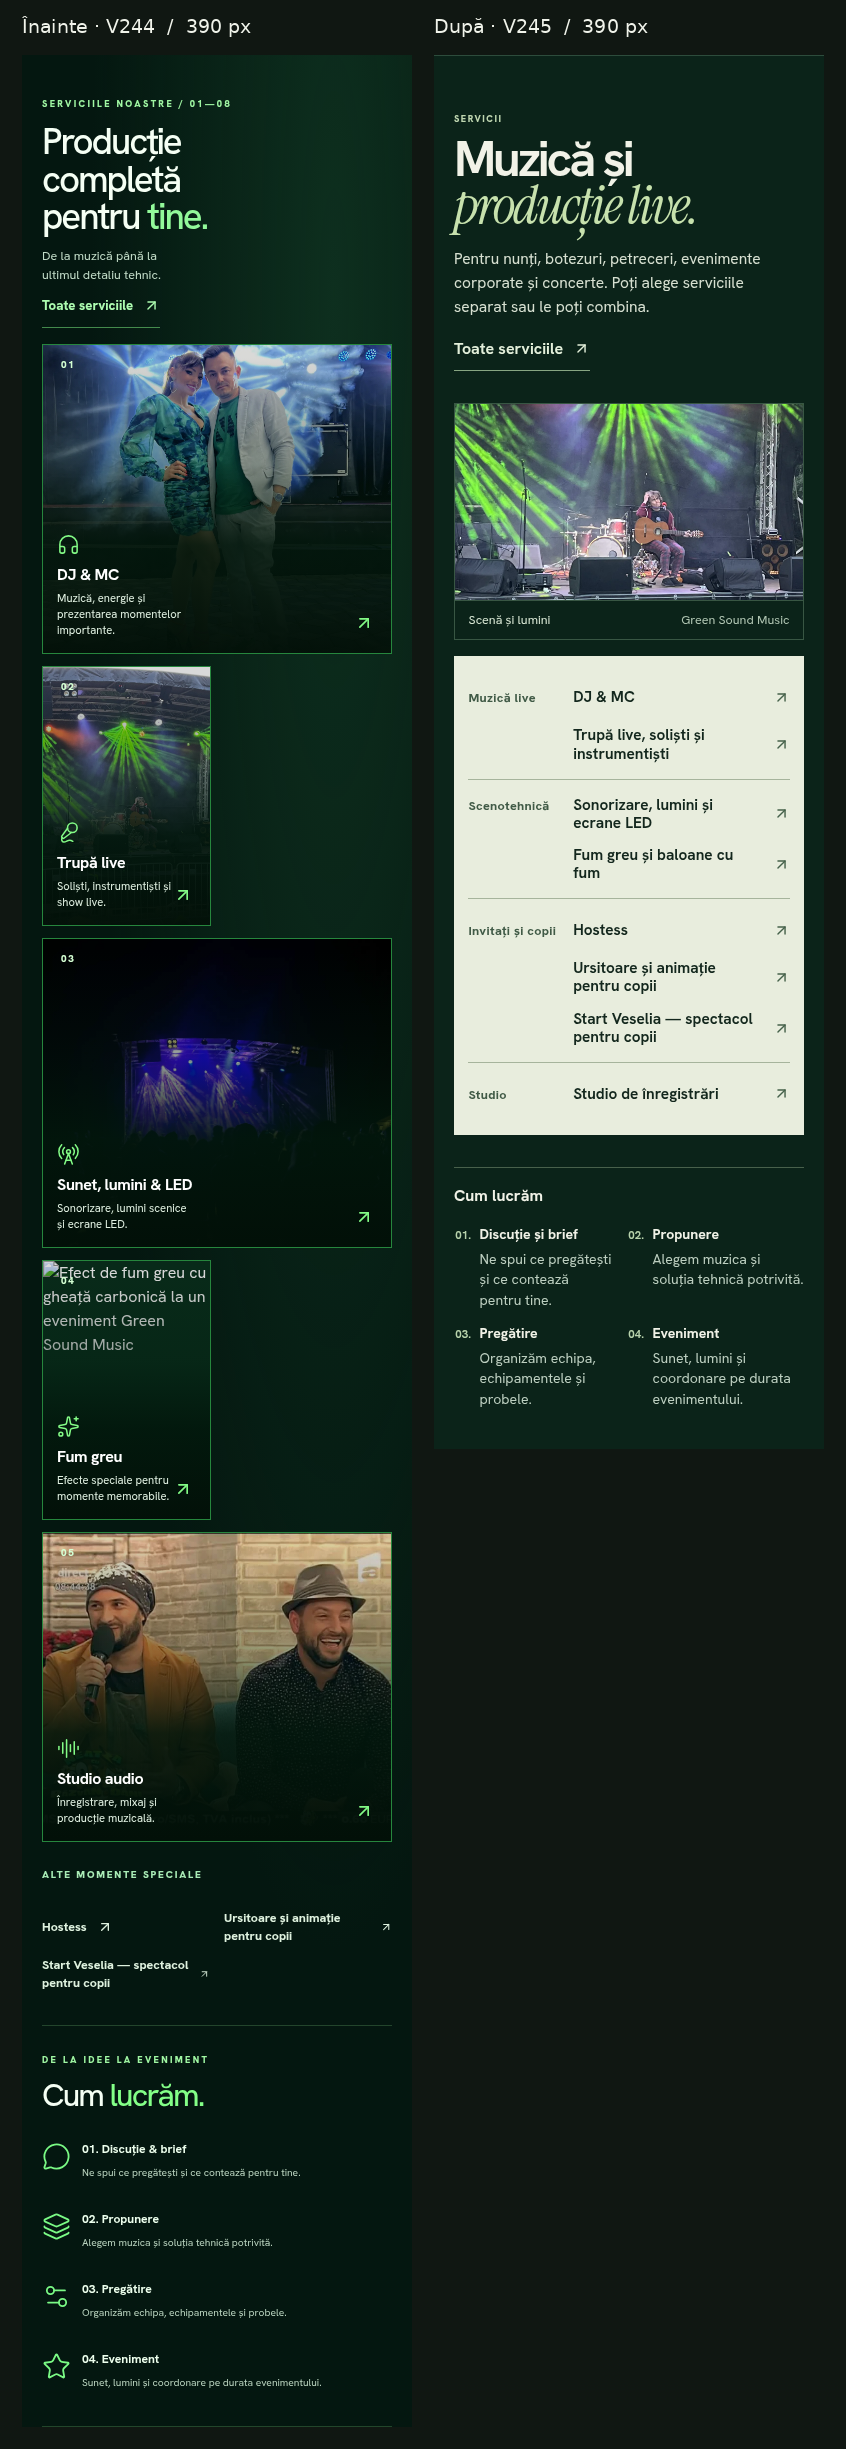 Înainte · V244 / 390 px
SERVICIILE NOASTRE / 01—08
Producție
completă
pentru tine.
De la muzică până la
ultimul detaliu tehnic.
Toate serviciile
01
DJ & MC
Muzică, energie și
prezentarea momentelor
importante.
02
Trupă live
Soliști, instrumentiști și
show live.
03
Sunet, lumini & LED
Sonorizare, lumini scenice
și ecrane LED.
04
Efect de fum greu cu
gheață carbonică la un
eveniment Green
Sound Music
Fum greu
Efecte speciale pentru
momente memorabile.
05
direct
Studio audio
Înregistrare, mixaj și
producție muzicală.
ALTE MOMENTE SPECIALE
Hostess
Ursitoare și animație
pentru copii
Start Veselia — spectacol
pentru copii
DE LA IDEE LA EVENIMENT
Cum lucrăm.
01. Discuție & brief
Ne spui ce pregătești și ce contează pentru tine.
02. Propunere
Alegem muzica și soluția tehnică potrivită.
03. Pregătire
Organizăm echipa, echipamentele și probele.
04. Eveniment
Sunet, lumini și coordonare pe durata evenimentului.
După · V245 / 390 px
SERVICII
Muzică și
producție live.
Pentru nunți, botezuri, petreceri, evenimente
corporate și concerte. Poți alege serviciile
separat sau le poți combina.
Toate serviciile
Scenă și lumini
Green Sound Music
Muzică live
DJ & MC
Trupă live, soliști și
instrumentiști
Scenotehnică
Sonorizare, lumini și
ecrane LED
Fum greu și baloane cu
fum
Invitați și copii
Hostess
Ursitoare și animație
pentru copii
Start Veselia — spectacol
pentru copii
Studio
Studio de înregistrări
Cum lucrăm
01. Discuție și brief
Ne spui ce pregătești
și ce contează
pentru tine.
02. Propunere
Alegem muzica și
soluția tehnică potrivită.
03. Pregătire
Organizăm echipa,
echipamentele și
probele.
04. Eveniment
Sunet, lumini și
coordonare pe durata
evenimentului.